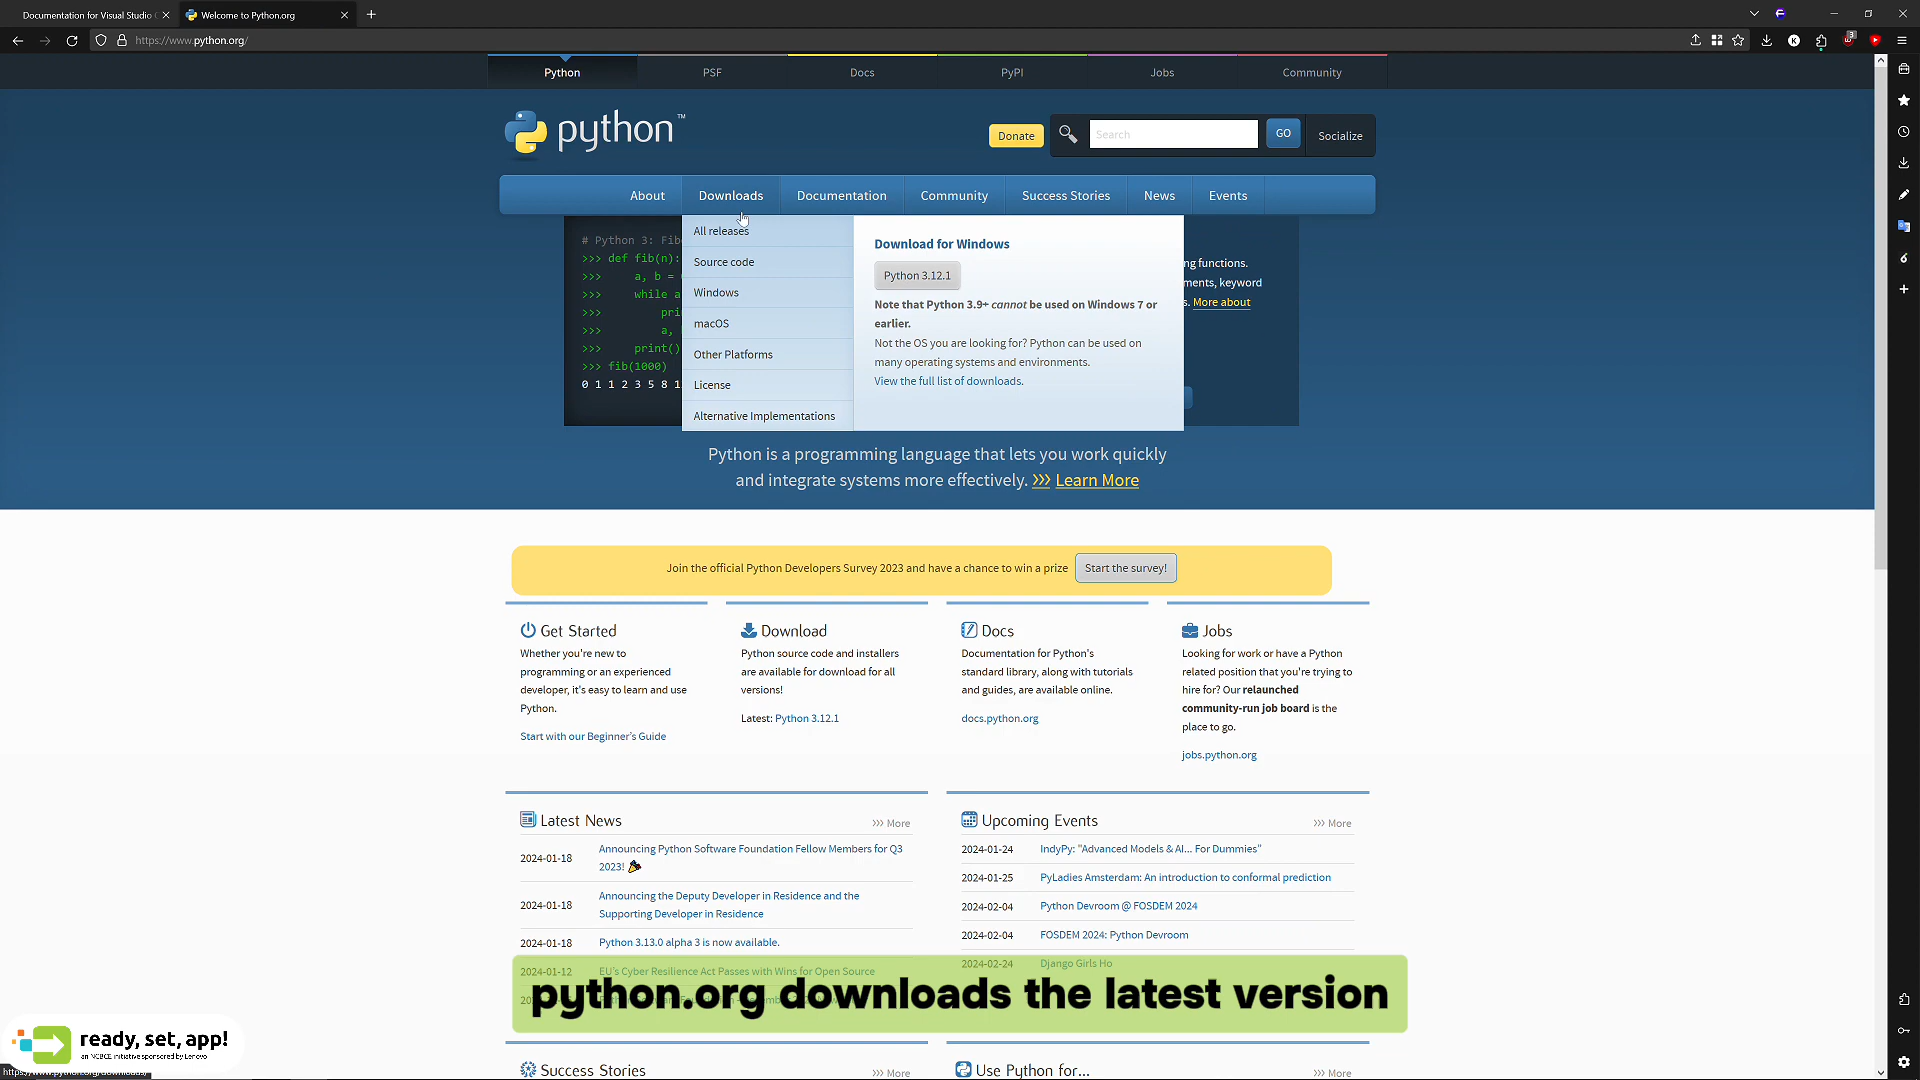 Documentation for Visual Studio
Welcome to Python.org
https://www.python.org/
3
Python
PSF
Docs
PyPI
Jobs
Community
python™
Donate
Search
GO
Socialize
About
Downloads
Documentation
Community
Success Stories
News
Events
# Python 3: Fib
>>> def fib(n):
>>> a, b =
>>> while a
>>> pri
>>> a,
>>> print()
>>> fib(1000)
0 1 1 2 3 5 8 1
All releases
Source code
Windows
macOS
Other Platforms
License
Alternative Implementations
Download for Windows
Python 3.12.1
Note that Python 3.9+ cannot be used on Windows 7 or
earlier.
Not the OS you are looking for? Python can be used on
many operating systems and environments.
View the full list of downloads.
ng functions.
ments, keyword
s. More about
Python is a programming language that lets you work quickly
and integrate systems more effectively. >>> Learn More
Join the official Python Developers Survey 2023 and have a chance to win a prize Start the survey!
Get Started
Whether you're new to
programming or an experienced
developer, it's easy to learn and use
Python.
Start with our Beginner's Guide
Download
Python source code and installers
are available for download for all
versions!
Latest: Python 3.12.1
Docs
Documentation for Python's
standard library, along with tutorials
and guides, are available online.
docs.python.org
Jobs
Looking for work or have a Python
related position that you're trying to
hire for? Our relaunched
community-run job board is the
place to go.
jobs.python.org
Latest News
>>> More
2024-01-18 Announcing Python Software Foundation Fellow Members for Q3
2023!
2024-01-18 Announcing the Deputy Developer in Residence and the
Supporting Developer in Residence
2024-01-18 Python 3.13.0 alpha 3 is now available.
2024-01-12 EU's Cyber Resilience Act Passes with Wins for Open Source
Upcoming Events
>>> More
2024-01-24 IndyPy: "Advanced Models & AI... For Dummies"
2024-01-25 PyLadies Amsterdam: An introduction to conformal prediction
2024-02-04 Python Devroom @ FOSDEM 2024
2024-02-04 FOSDEM 2024: Python Devroom
2024-02-24 Django Girls Ho
python.org downloads the latest version
ready, set, app!
an NCBCE initiative sponsored by Lenovo
https://www.python.org/downloads/
Success Stories
>>> More
Use Python for...
>>> More